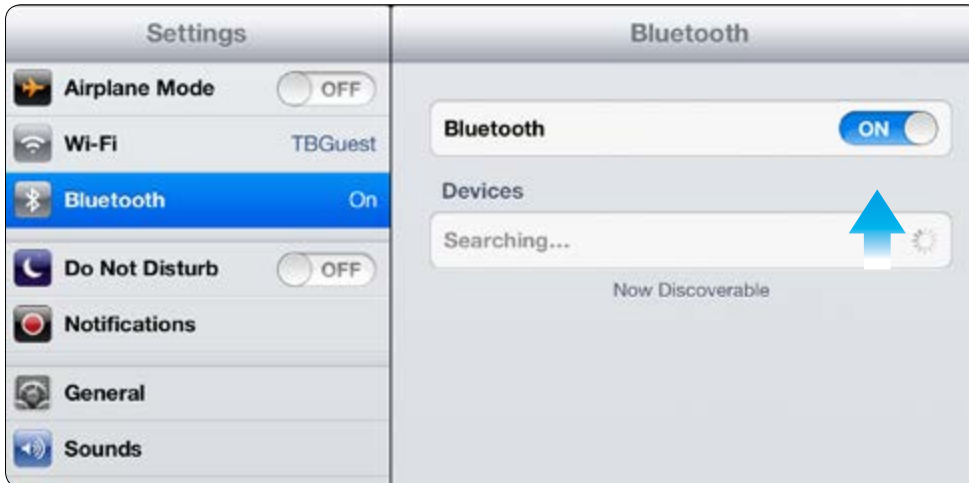 Settings
Airplane Mode OFF
Wi-Fi TBGuest
Bluetooth On
Do Not Disturb OFF
Notifications
General
Sounds
Bluetooth
Bluetooth ON
Devices
Searching...
Now Discoverable